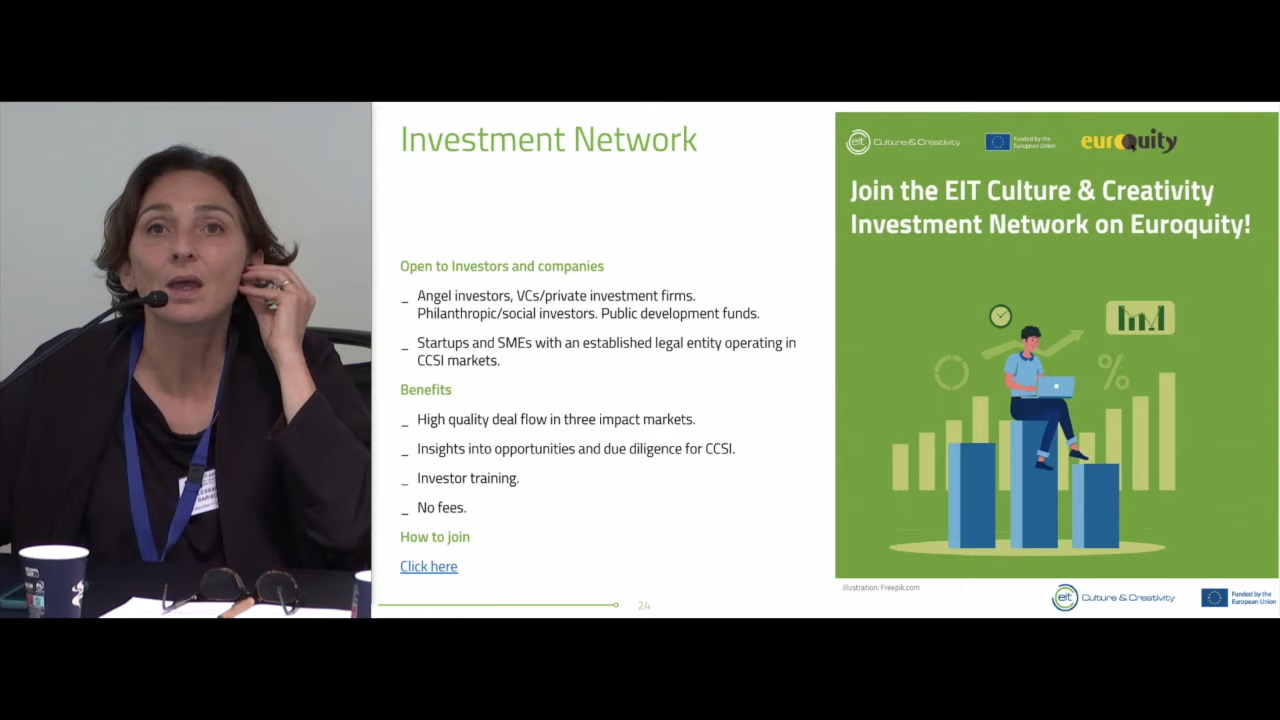 Investment Network
Open to Investors and companies
_ Angel investors, VCs/private investment firms.
Philanthropic/social investors. Public development funds.
_ Startups and SMEs with an established legal entity operating in
CCSI markets.
Benefits
_ High quality deal flow in three impact markets.
_ Insights into opportunities and due diligence for CCSI.
_ Investor training.
_ No fees.
How to join
Click here
24
eit Culture & Creativity
Funded by the
European Union
euroQuity
Join the EIT Culture & Creativity
Investment Network on Euroquity!
%
Illustration: Freepik.com
eit Culture & Creativity
Funded by the
European Union